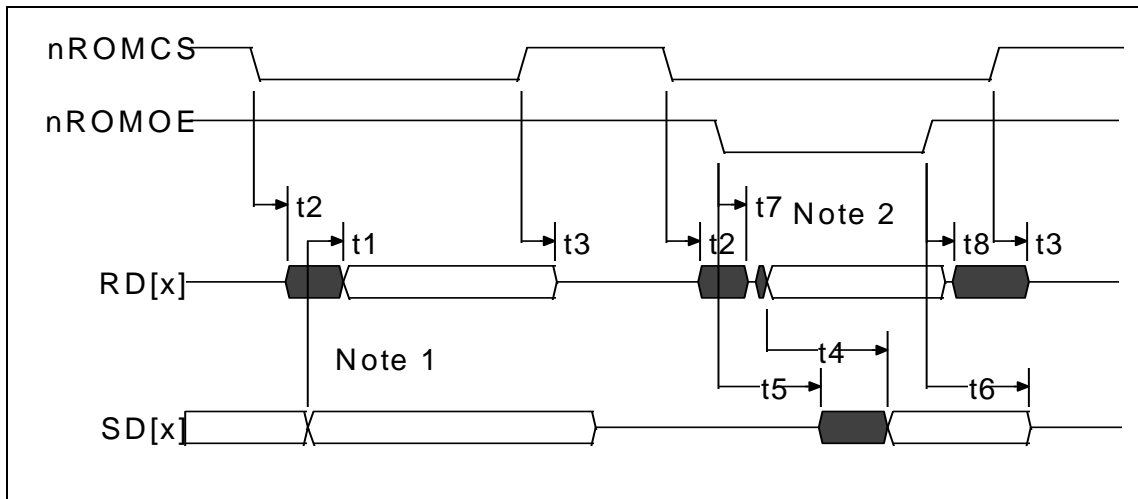 nROMCS
nROMOE
t2
t7
Note 2
t1
t3
t2
t8
t3
RD[x]
Note 1
t4
t5
t6
SD[x]